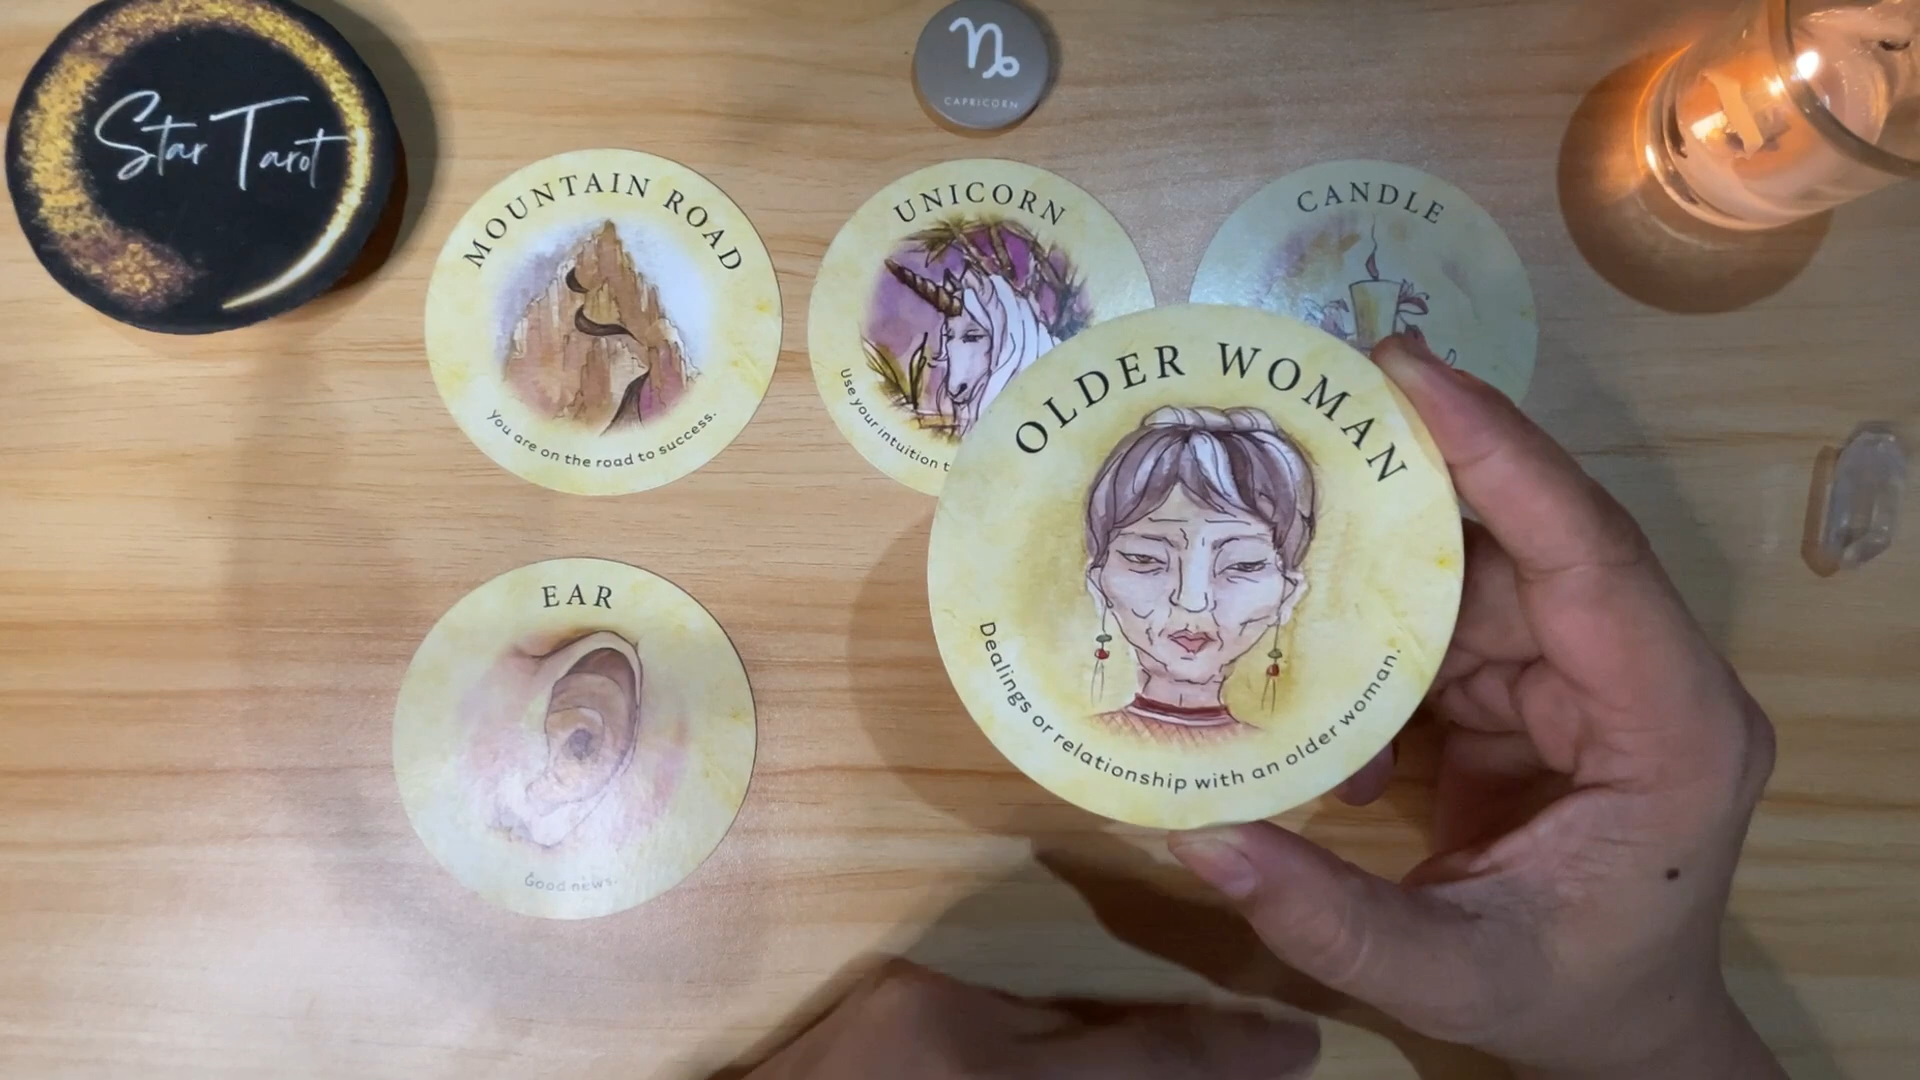 Star Tarot
CAPRICORN
MOUNTAIN ROAD
You are on the road to success.
UNICORN
Use your intuition
CANDLE
OLDER WOMAN
Dealings or relationship with an older woman.
EAR
Good news.